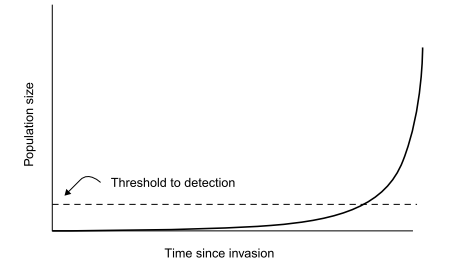 Population size
Threshold to detection
Time since invasion